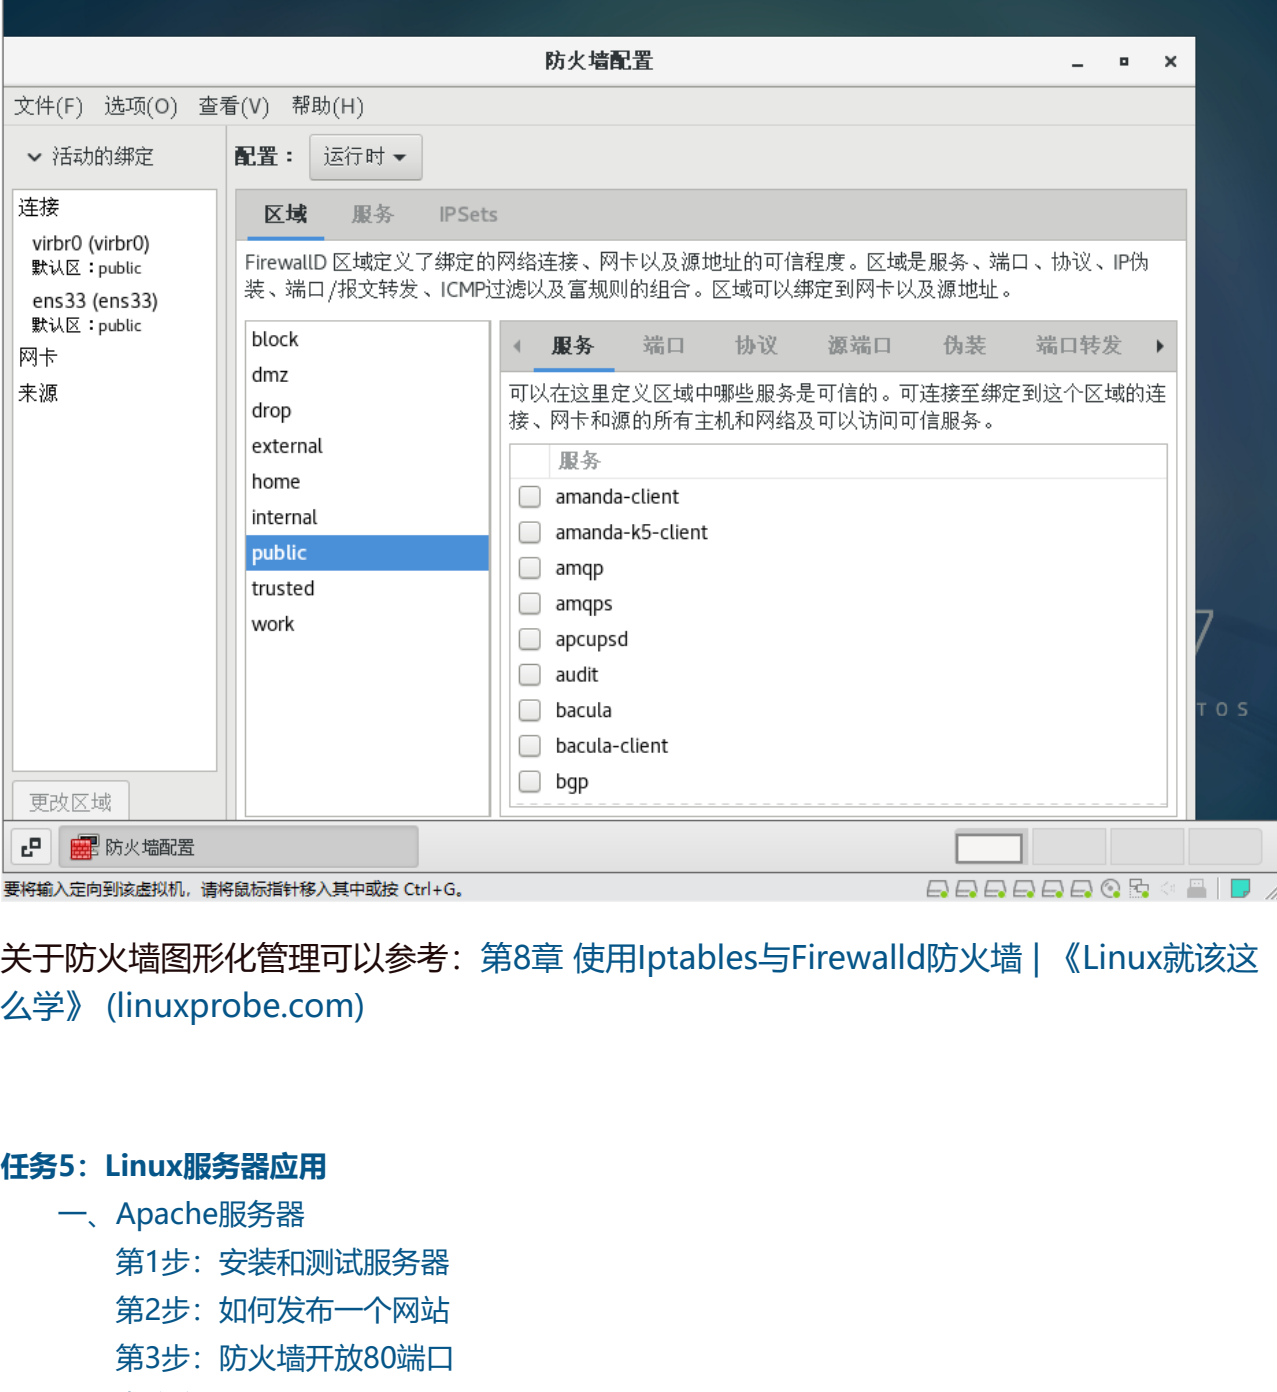 防火墙配置
文件(F) 选项(O) 查看(V) 帮助(H)
活动的绑定
配置： 运行时
连接
virbr0 (virbr0)
默认区：public
ens33 (ens33)
默认区：public
网卡
来源
更改区域
区域 服务 IPSets
FirewallD 区域定义了绑定的网络连接、网卡以及源地址的可信程度。区域是服务、端口、协议、IP伪
装、端口/报文转发、ICMP过滤以及富规则的组合。区域可以绑定到网卡以及源地址。
block
dmz
drop
external
home
internal
public
trusted
work
服务 端口 协议 源端口 伪装 端口转发
可以在这里定义区域中哪些服务是可信的。可连接至绑定到这个区域的连
接、网卡和源的所有主机和网络及可以访问可信服务。
服务
amanda-client
amanda-k5-client
amqp
amqps
apcupsd
audit
bacula
bacula-client
bgp
7
TOS
防火墙配置
要将输入定向到该虚拟机，请将鼠标指针移入其中或按 Ctrl+G。
关于防火墙图形化管理可以参考：第8章 使用Iptables与Firewalld防火墙 | 《Linux就该这
么学》 (linuxprobe.com)
任务5：Linux服务器应用
一、Apache服务器
第1步：安装和测试服务器
第2步：如何发布一个网站
第3步：防火墙开放80端口